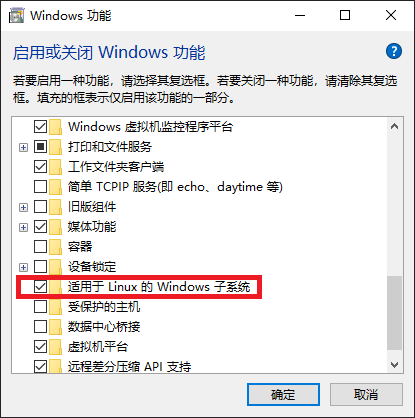 Windows 功能
启用或关闭 Windows 功能
若要启用一种功能，请选择其复选框。若要关闭一种功能，请清除其复选
框。填充的框表示仅启用该功能的一部分。
Windows 虚拟机监控程序平台
打印和文件服务
工作文件夹客户端
简单 TCPIP 服务(即 echo、daytime 等)
旧版组件
媒体功能
容器
设备锁定
适用于 Linux 的 Windows 子系统
受保护的主机
数据中心桥接
虚拟机平台
远程差分压缩 API 支持
确定
取消